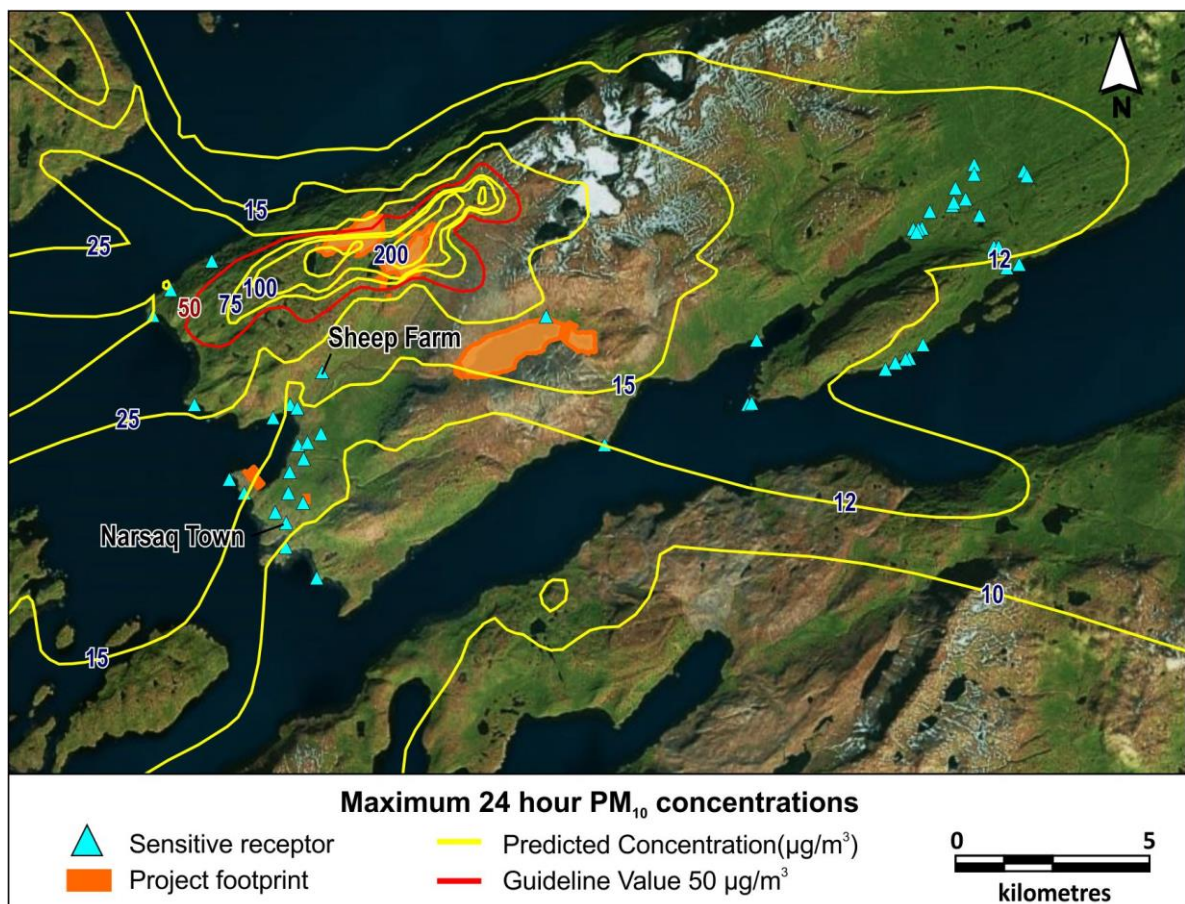 N
15
25
200
100
75
50
12
Sheep Farm
15
25
12
Narsaq Town
10
15
Maximum 24 hour PM₁₀ concentrations
Sensitive receptor
Predicted Concentration(µg/m³)
0 5
Project footprint
Guideline Value 50 µg/m³
kilometres